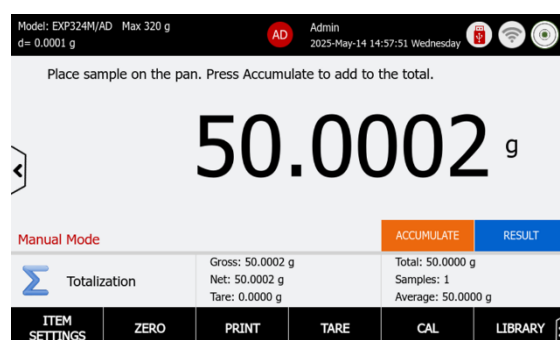 Model: EXP324M/AD Max 320 g
d= 0.0001 g
AD
Admin
2025-May-14 14:57:51 Wednesday
Place sample on the pan. Press Accumulate to add to the total.
50.0002 g
Manual Mode
ACCUMULATE
RESULT
Σ Totalization
Gross: 50.0002 g
Net: 50.0002 g
Tare: 0.0000 g
Total: 50.0000 g
Samples: 1
Average: 50.0000 g
ITEM
SETTINGS
ZERO
PRINT
TARE
CAL
LIBRARY